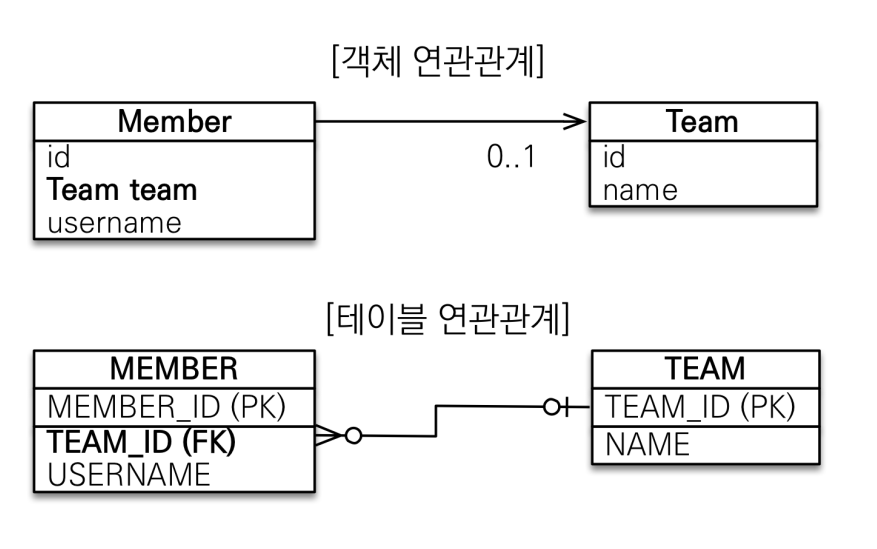 [객체 연관관계]
Member
id
Team team
username
0..1
Team
id
name
[테이블 연관관계]
MEMBER
MEMBER_ID (PK)
TEAM_ID (FK)
USERNAME
TEAM
TEAM_ID (PK)
NAME